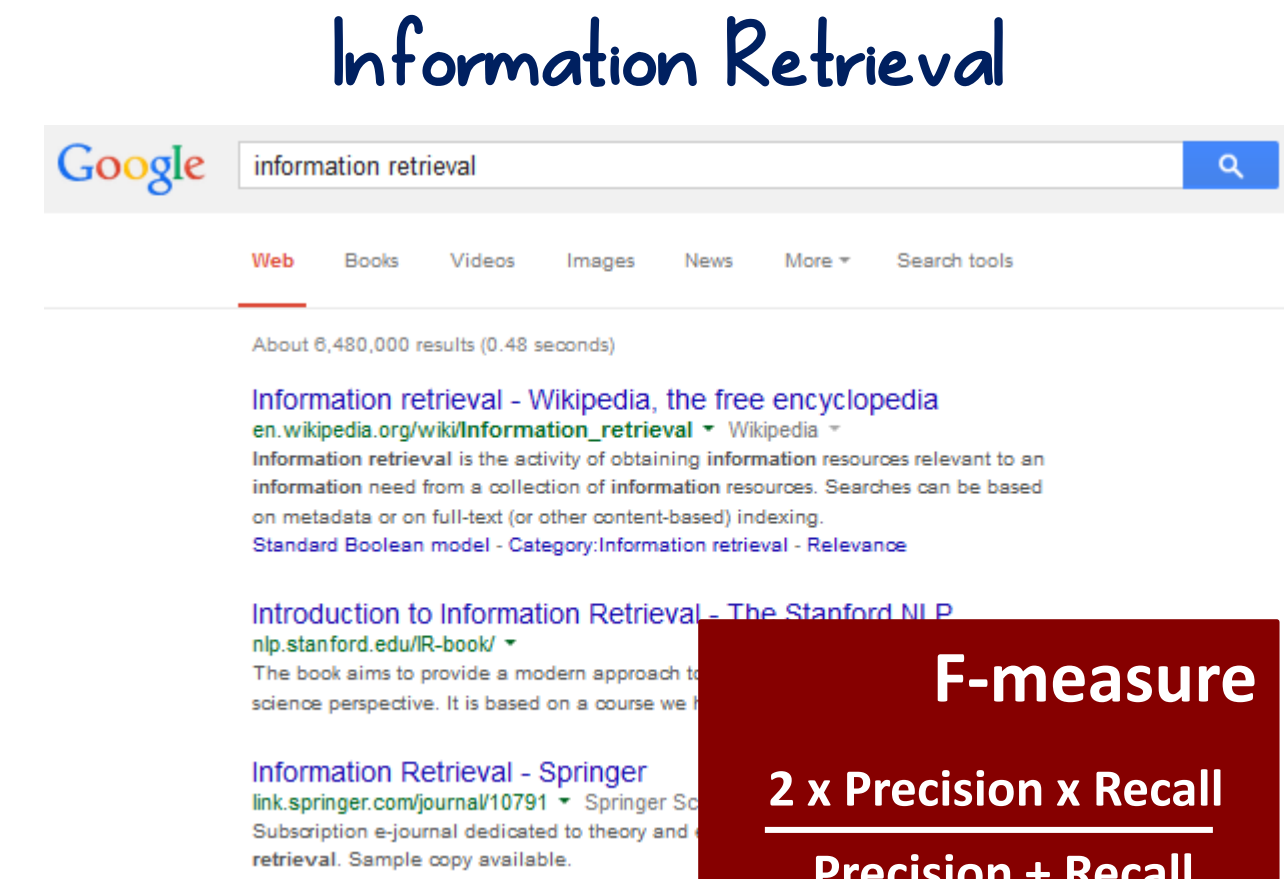 Information Retrieval
Google
information retrieval
Web Books Videos Images News More Search tools
About 6,480,000 results (0.48 seconds)
Information retrieval - Wikipedia, the free encyclopedia
en.wikipedia.org/wiki/Information_retrieval Wikipedia
Information retrieval is the activity of obtaining information resources relevant to an
information need from a collection of information resources. Searches can be based
on metadata or on full-text (or other content-based) indexing.
Standard Boolean model - Category:Information retrieval - Relevance
Introduction to Information Retrieval - The Stanford NLP
nlp.stanford.edu/IR-book/
The book aims to provide a modern approach to
science perspective. It is based on a course we
Information Retrieval - Springer
link.springer.com/journal/10791 Springer
Subscription e-journal dedicated to theory and
retrieval. Sample copy available.
F-measure
2 x Precision x Recall
Precision + Recall